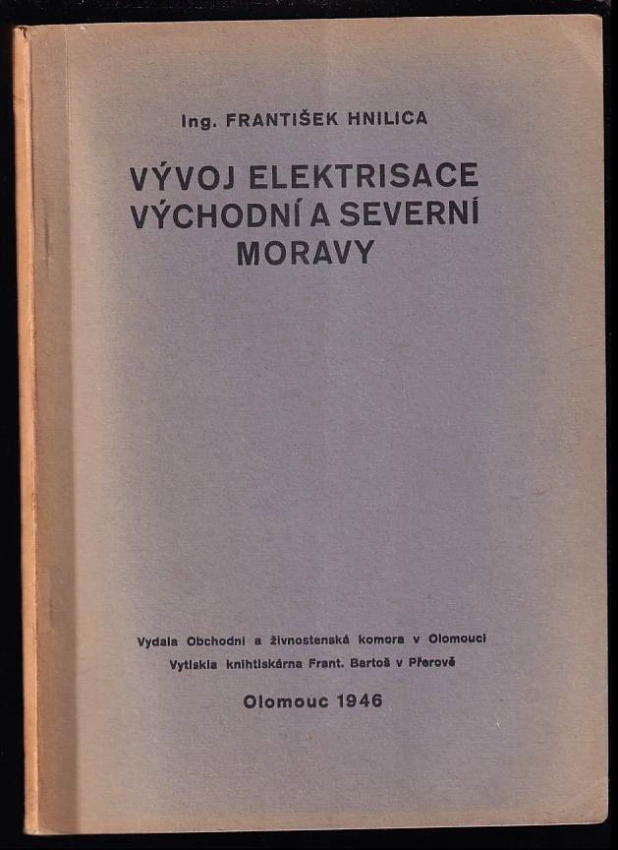 Ing. FRANTIŠEK HNILICA
VÝVOJ ELEKTRISACE
VÝCHODNÍ A SEVERNÍ
MORAVY
Vydala Obchodní a živnostenská komora v Olomouci
Vytiskla knihtiskárna Frant. Bartoš v Přerově
Olomouc 1946